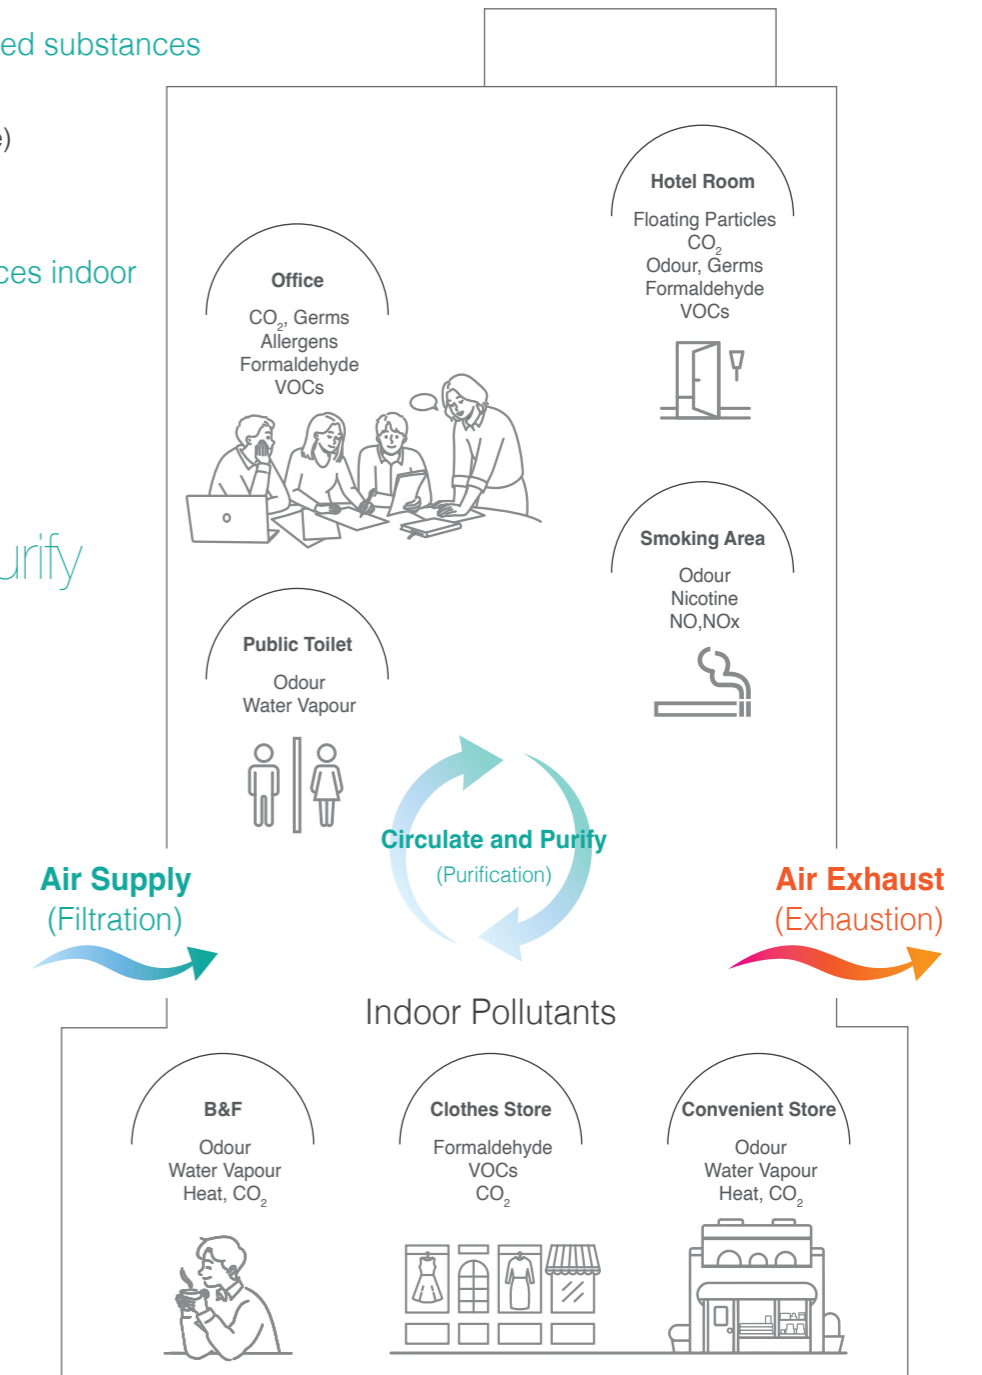 ed substances
e)
ces indoor
urify
Hotel Room
Floating Particles
CO₂
Odour, Germs
Formaldehyde
VOCs
Office
CO₂, Germs
Allergens
Formaldehyde
VOCs
Smoking Area
Odour
Nicotine
NO,NOx
Public Toilet
Odour
Water Vapour
Circulate and Purify
(Purification)
Air Supply
(Filtration)
Air Exhaust
(Exhaustion)
Indoor Pollutants
B&F
Odour
Water Vapour
Heat, CO₂
Clothes Store
Formaldehyde
VOCs
CO₂
Convenient Store
Odour
Water Vapour
Heat, CO₂